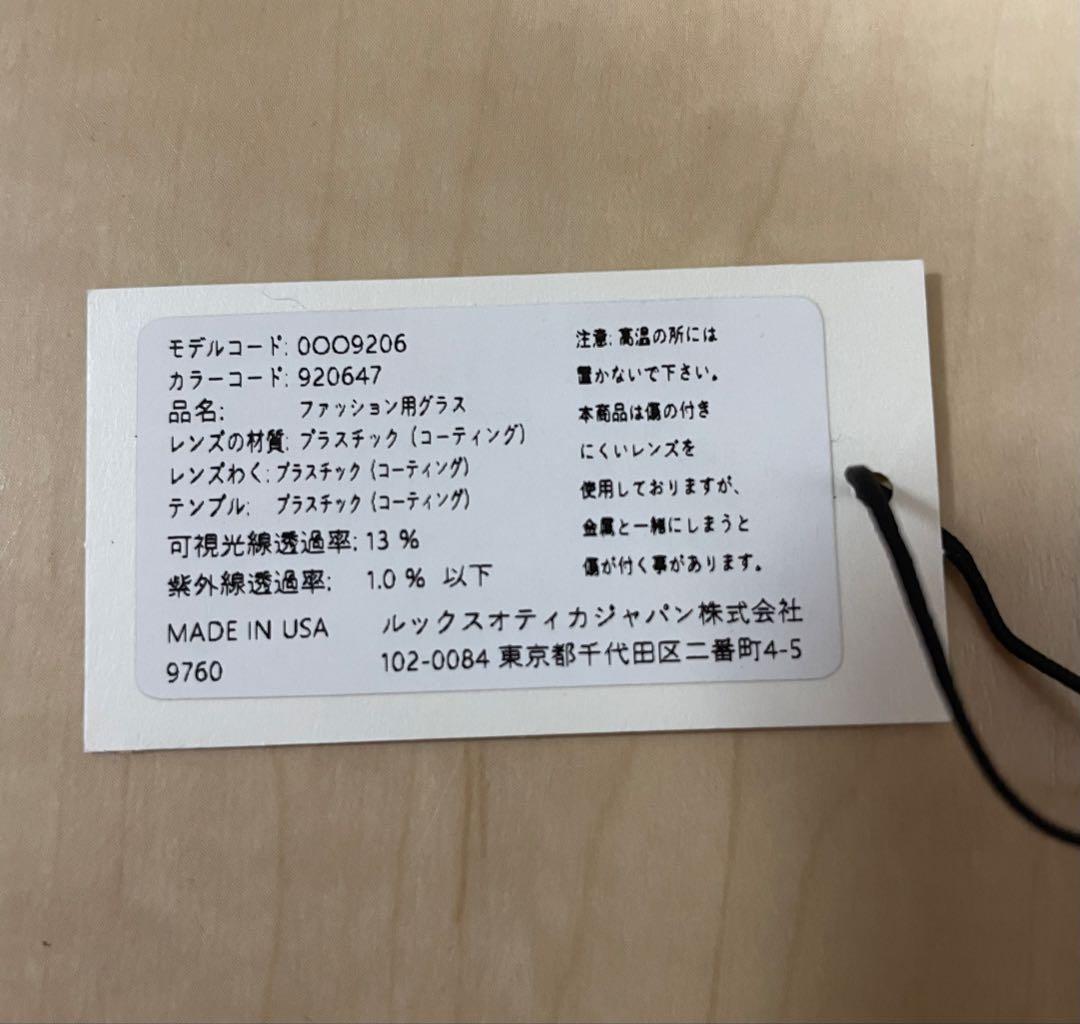 モデルコード: 0OO9206
カラーコード: 920647
品名: ファッション用グラス
レンズの材質: プラスチック (コーティング)
レンズわく: プラスチック (コーティング)
テンプル: プラスチック (コーティング)
可視光線透過率: 13 %
紫外線透過率: 1.0 % 以下
注意: 高温の所には
置かないで下さい。
本商品は傷の付き
にくいレンズを
使用しておりますが、
金属と一緒にしまうと
傷が付く事があります。
MADE IN USA
9760
ルックスオティカジャパン株式会社
102-0084 東京都千代田区二番町4-5